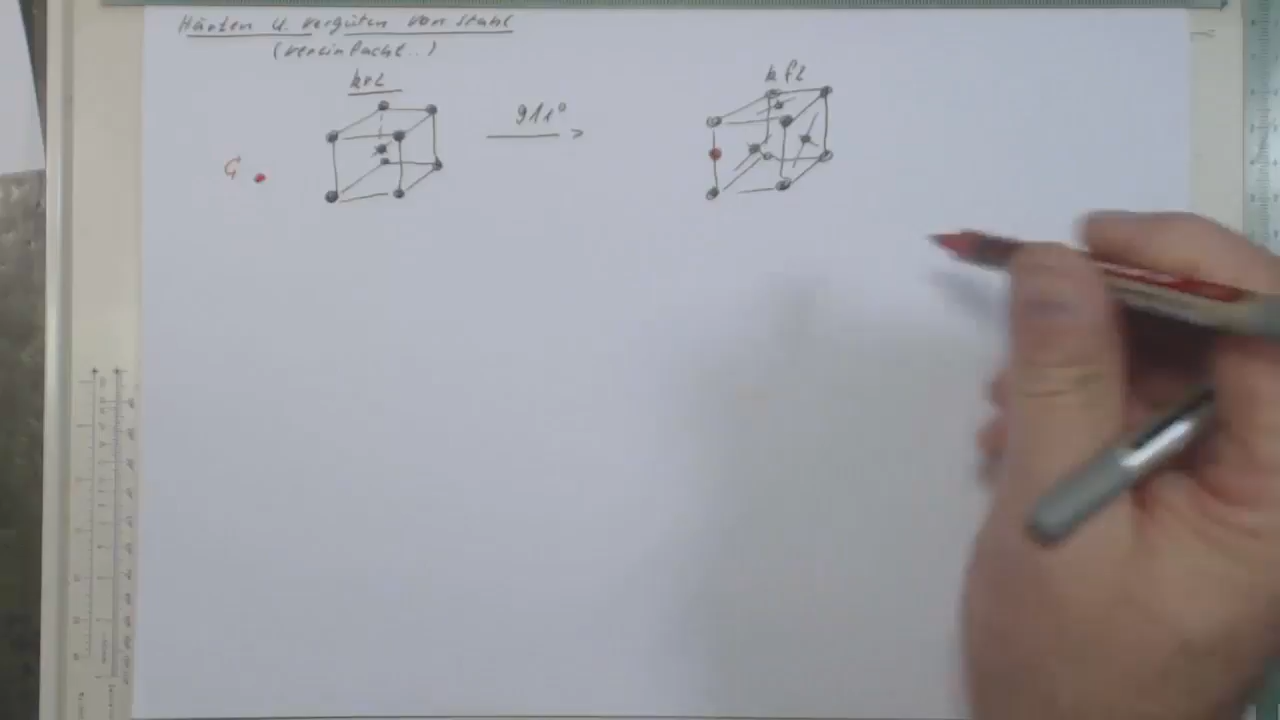 Härten u. vergüten von Stahl
(vereinfacht..)
krz
911°
kfz
C